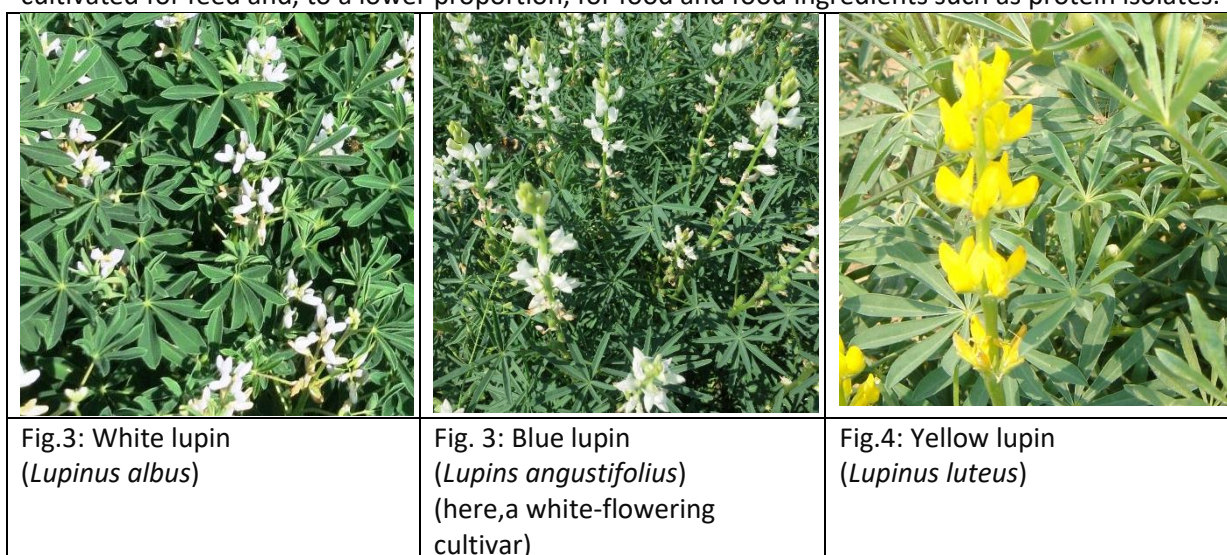 cultivated for feed and, to a lower proportion, for food and food ingredients such as protein isolates.
Fig.3: White lupin
(Lupinus albus)
Fig. 3: Blue lupin
(Lupins angustifolius)
(here,a white-flowering
cultivar)
Fig.4: Yellow lupin
(Lupinus luteus)